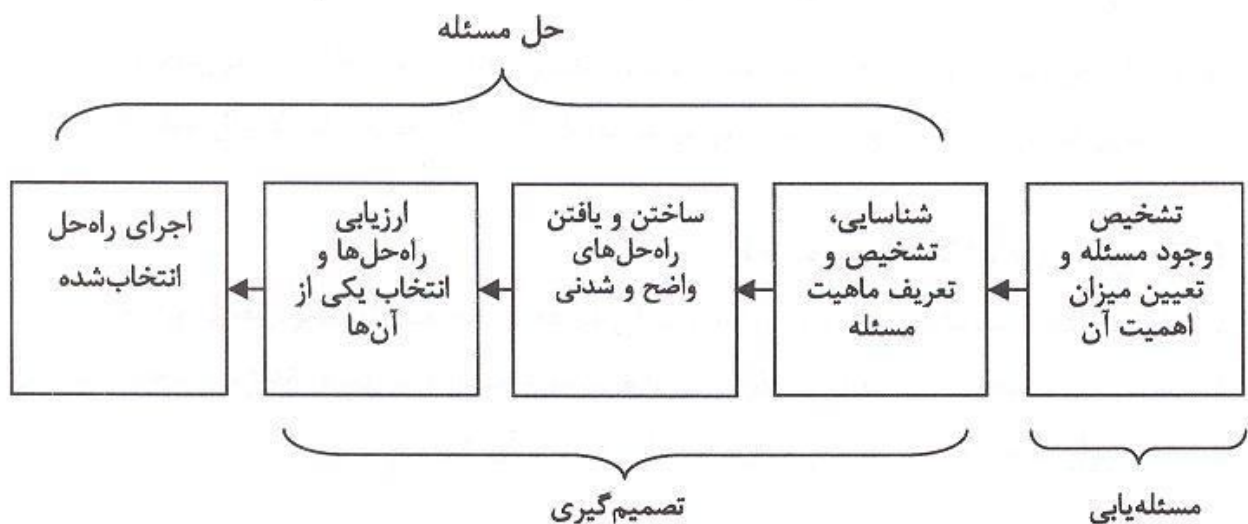 حل مسئله
تشخیص
وجود مسئله و
تعیین میزان
اهمیت آن
شناسایی،
تشخیص و
تعریف ماهیت
مسئله
ساختن و یافتن
راه‌حل‌های
واضح و شدنی
ارزیابی
راه‌حل‌ها و
انتخاب یکی از
آن‌ها
اجرای راه‌حل
انتخاب‌شده
مسئله‌یابی
تصمیم‌گیری